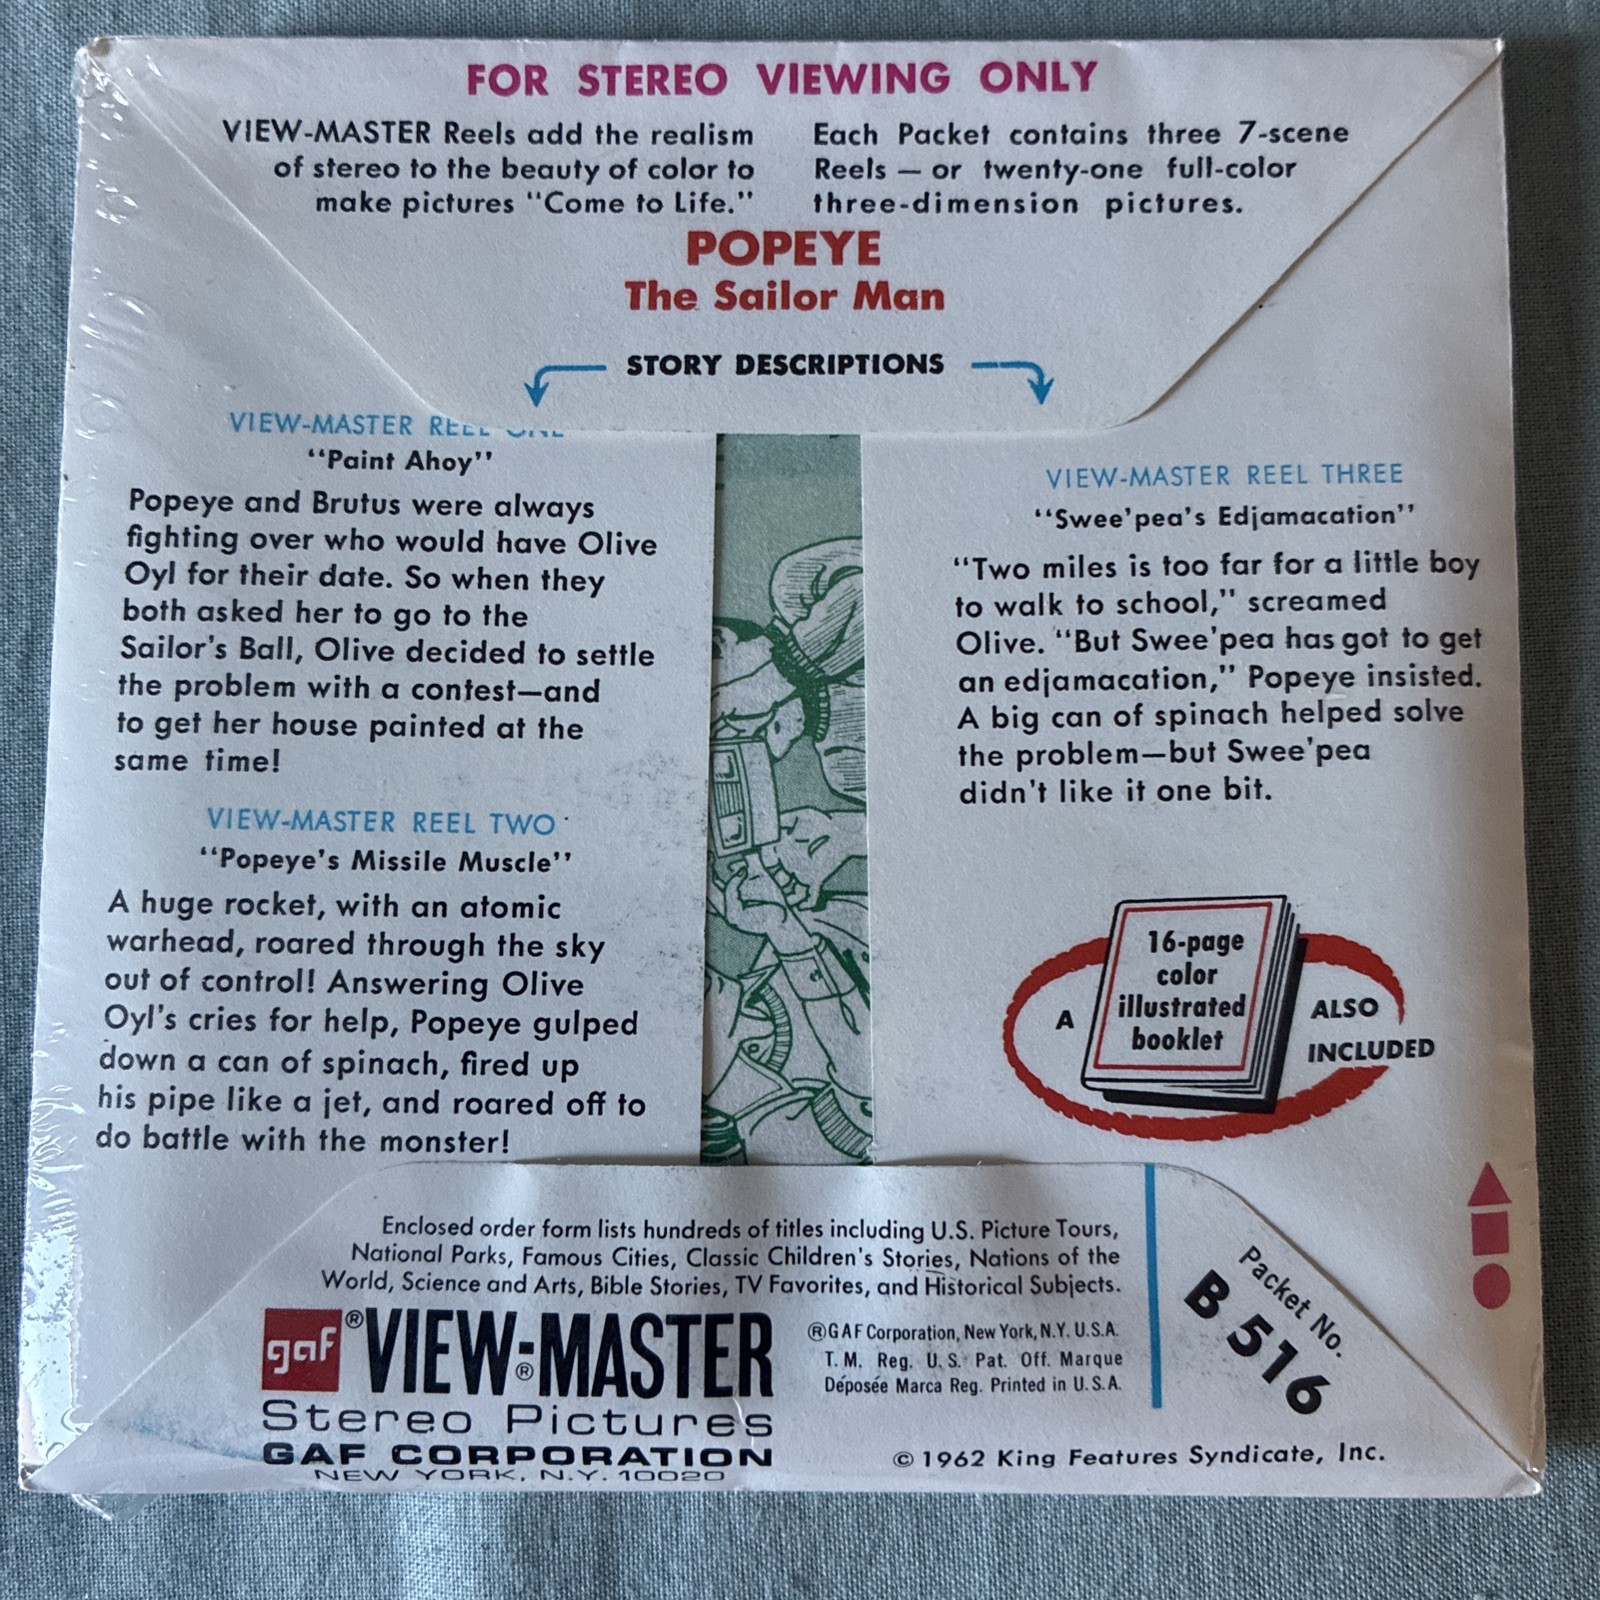 FOR STEREO VIEWING ONLY
VIEW-MASTER Reels add the realism
of stereo to the beauty of color to
make pictures “Come to Life.”
Each Packet contains three 7-scene
Reels — or twenty-one full-color
three-dimension pictures.
POPEYE
The Sailor Man
STORY DESCRIPTIONS
VIEW-MASTER REEL ONE
“Paint Ahoy”
Popeye and Brutus were always
fighting over who would have Olive
Oyl for their date. So when they
both asked her to go to the
Sailor's Ball, Olive decided to settle
the problem with a contest—and
to get her house painted at the
same time!
VIEW-MASTER REEL TWO
“Popeye's Missile Muscle”
A huge rocket, with an atomic
warhead, roared through the sky
out of control! Answering Olive
Oyl's cries for help, Popeye gulped
down a can of spinach, fired up
his pipe like a jet, and roared off to
do battle with the monster!
VIEW-MASTER REEL THREE
“Swee'pea's Edjamacation”
“Two miles is too far for a little boy
to walk to school,” screamed
Olive. “But Swee'pea has got to get
an edjamacation,” Popeye insisted.
A big can of spinach helped solve
the problem—but Swee'pea
didn't like it one bit.
A
16-page
color
illustrated
booklet
ALSO
INCLUDED
Enclosed order form lists hundreds of titles including U.S. Picture Tours,
National Parks, Famous Cities, Classic Children's Stories, Nations of the
World, Science and Arts, Bible Stories, TV Favorites, and Historical Subjects.
gaf® VIEW-MASTER®
Stereo Pictures
GAF CORPORATION
NEW YORK, N.Y. 10020
®GAF Corporation, New York, N.Y. U.S.A.
T. M. Reg. U. S. Pat. Off. Marque
Déposée Marca Reg. Printed in U.S.A.
© 1962 King Features Syndicate, Inc.
Packet No.
B 516